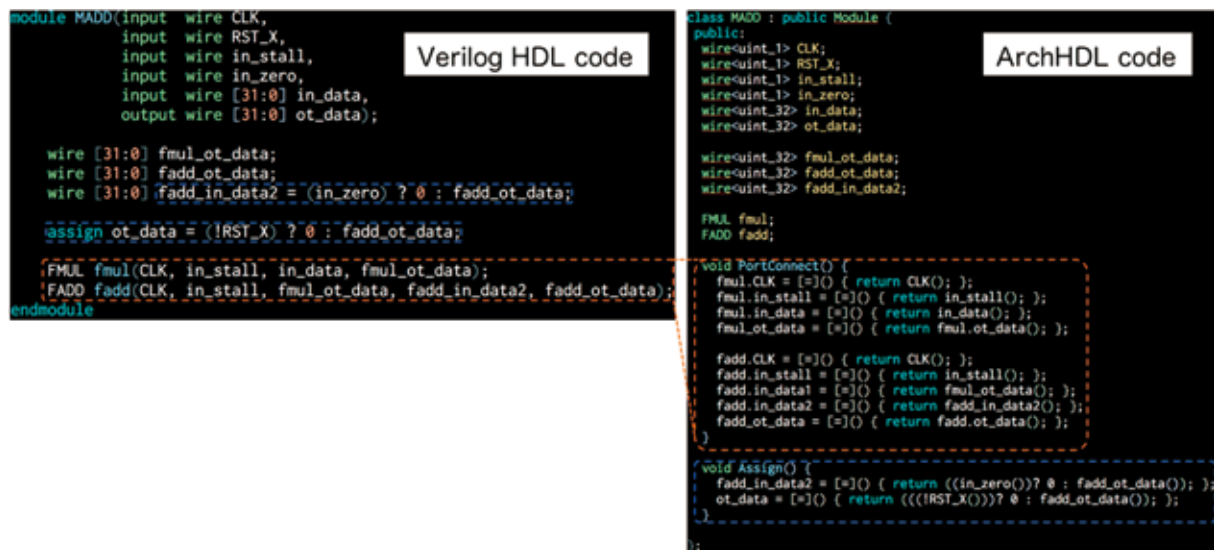 module MADD(input wire CLK,
input wire RST_X,
input wire in_stall,
input wire in_zero,
input wire [31:0] in_data,
output wire [31:0] ot_data);
Verilog HDL code
wire [31:0] fmul_ot_data;
wire [31:0] fadd_ot_data;
wire [31:0] fadd_in_data2 = (in_zero) ? 0 : fadd_ot_data;
assign ot_data = (!RST_X) ? 0 : fadd_ot_data;
FMUL fmul(CLK, in_stall, in_data, fmul_ot_data);
FADD fadd(CLK, in_stall, fmul_ot_data, fadd_in_data2, fadd_ot_data);
endmodule
class MADD : public Module {
public:
wire<uint_1> CLK;
wire<uint_1> RST_X;
wire<uint_1> in_stall;
wire<uint_1> in_zero;
wire<uint_32> in_data;
wire<uint_32> ot_data;
ArchHDL code
wire<uint_32> fmul_ot_data;
wire<uint_32> fadd_ot_data;
wire<uint_32> fadd_in_data2;
FMUL fmul;
FADD fadd;
void PortConnect() {
fmul.CLK = [=]() { return CLK(); };
fmul.in_stall = [=]() { return in_stall(); };
fmul.in_data = [=]() { return in_data(); };
fmul_ot_data = [=]() { return fmul.ot_data(); };
fadd.CLK = [=]() { return CLK(); };
fadd.in_stall = [=]() { return in_stall(); };
fadd.in_data1 = [=]() { return fmul_ot_data(); };
fadd.in_data2 = [=]() { return fadd_in_data2(); };
fadd_ot_data = [=]() { return fadd.ot_data(); };
}
void Assign() {
fadd_in_data2 = [=]() { return ((in_zero())? 0 : fadd_ot_data()); };
ot_data = [=]() { return (((!RST_X()))? 0 : fadd_ot_data()); };
}
};